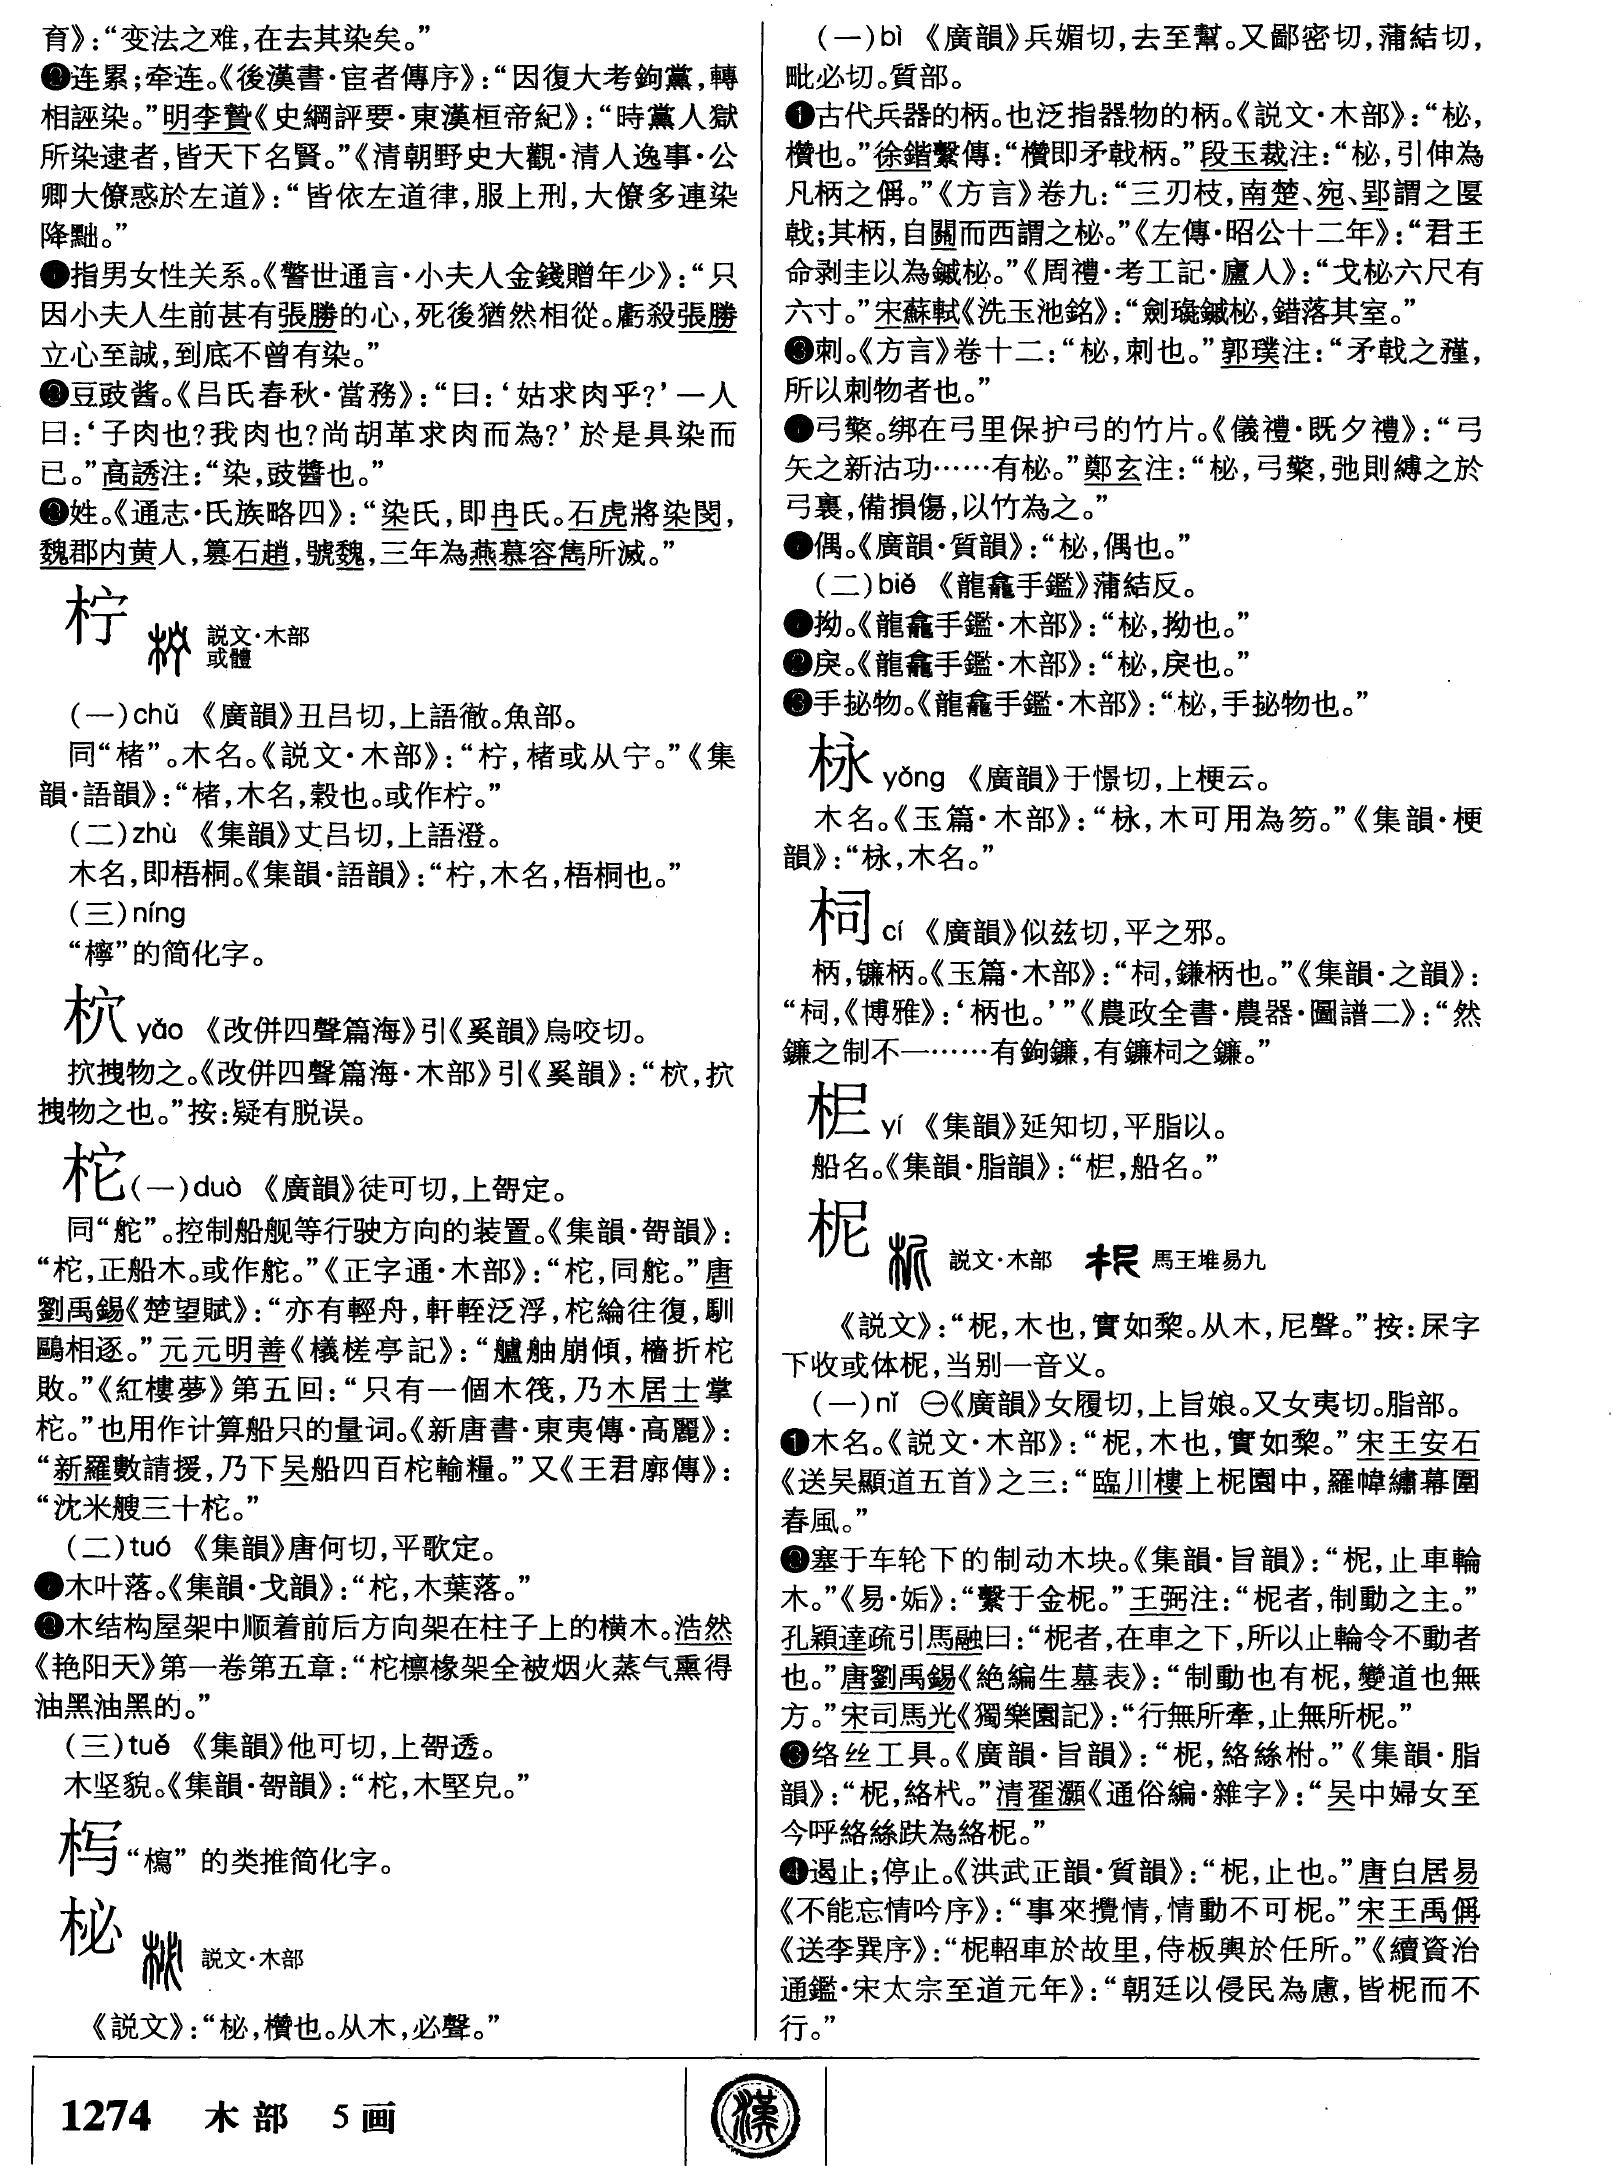 育》：“变法之难，在去其染矣。”
❷连累；牵连。《後漢書·宦者傳序》：“因復大考鉤黨，轉
相誣染。”明李贄《史綱評要·東漢桓帝紀》：“時黨人獄
所染逮者，皆天下名賢。”《清朝野史大觀·清人逸事·公
卿大僚惑於左道》：“皆依左道律，服上刑，大僚多連染
降黜。”
指男女性关系。《警世通言·小夫人金錢贈年少》：“只
因小夫人生前甚有張勝的心，死後猶然相從。虧殺張勝
立心至誠，到底不曾有染。”
豆豉酱。《吕氏春秋·當務》：“曰：‘姑求肉乎？’一人
曰：‘子肉也？我肉也？尚胡革求肉而為？’於是具染而
已。”高誘注：“染，豉醬也。”
姓。《通志·氏族略四》：“染氏，即冉氏。石虎將染閔，
魏郡内黄人，篡石趙，號魏，三年為燕慕容雋所滅。”
柠
説文·木部
或體
（一）chǔ 《廣韻》丑吕切，上語徹。魚部。
同“楮”。木名。《説文·木部》：“柠，楮或从宁。”《集
韻·語韻》：“楮，木名，榖也。或作柠。”
（二）zhù 《集韻》丈吕切，上語澄。
木名，即梧桐。《集韻·語韻》：“柠，木名，梧桐也。”
（三）níng
“檸”的简化字。
枕 yǎo 《改併四聲篇海》引《奚韻》烏咬切。
拽物之。《改併四聲篇海·木部》引《奚韻》：“
拽物之也。”按：疑有脱误。
柁（一）duò 《廣韻》徒可切，上哿定。
同“舵”。控制船舰等行驶方向的装置。《集韻·哿韻》：
“柁，正船木。或作舵。”《正字通·木部》：“柁，同舵。”唐
劉禹錫《楚望賦》：“亦有輕舟，軒輊泛浮，柁綸往復，馴
鷗相逐。”元元明善《檥槎亭記》：“艫舳崩傾，檣折柁
敗。”《紅樓夢》第五回：“只有一個木筏，乃木居士掌
柁。”也用作计算船只的量词。《新唐書·東夷傳·高麗》：
“新羅數請援，乃下吴船四百柁輸糧。”又《王君廓傳》：
“沈米艘三十柁。”
（二）tuó 《集韻》唐何切，平歌定。
木叶落。《集韻·戈韻》：“柁，木葉落。”
❷木结构屋架中顺着前后方向架在柱子上的横木。浩然
《艳阳天》第一卷第五章：“柁檩椽架全被烟火蒸气熏得
油黑油黑的。”
（三）tuǒ 《集韻》他可切，上哿透。
木坚貌。《集韻·哿韻》：“柁，木堅皃。”
“樢”的类推简化字。
柲
説文·木部
《説文》：“柲，欑也。从木，必聲。”
（一）bì 《廣韻》兵媚切，去至幫。又鄙密切，蒲結切，
毗必切。質部。
❶古代兵器的柄。也泛指器物的柄。《説文·木部》：“柲，
欑也。”徐鍇繫傳：“欑即矛戟柄。”段玉裁注：“柲，引伸為
凡柄之偁。”《方言》卷九：“三刃枝，南楚、宛、郢謂之匽
戟；其柄，自關而西謂之柲。”《左傳·昭公十二年》：“君王
命剥圭以為鏚柲。”《周禮·考工記·廬人》：“戈柲六尺有
六寸。”宋蘇軾《洗玉池銘》：“劍璏鏚柲，錯落其室。”
刺。《方言》卷十二：“柲，刺也。”郭璞注：“矛戟之矜，
所以刺物者也。”
弓檠。绑在弓里保护弓的竹片。《儀禮·既夕禮》：“弓
矢之新沽功……有柲。”鄭玄注：“柲，弓檠，弛則縛之於
弓裏，備損傷，以竹為之。”
偶。《廣韻·質韻》：“柲，偶也。”
（二）biě 《龍龕手鑑》蒲結反。
拗。《龍龕手鑑·木部》：“柲，拗也。”
❷戾。《龍龕手鑑·木部》：“柲，戾也。”
❸手㧙物。《龍龕手鑑·木部》：“柲，手㧙物也。”
栐 yǒng 《廣韻》于憬切，上梗云。
木名。《玉篇·木部》：“栐，木可用為笏。”《集韻·梗
韻》：“栐，木名。”
柌 cí 《廣韻》似兹切，平之邪。
柄，镰柄。《玉篇·木部》：“柌，鎌柄也。”《集韻·之韻》：
“柌，《博雅》：‘柄也。’”《農政全書·農器·圖譜二》：“然
鐮之制不一……有鉤鐮，有鐮柌之鐮。”
yí 《集韻》延知切，平脂以。
船名。《集韻·脂韻》：“船名。”
柅
説文·木部 馬王堆易九
《説文》：“柅，木也，實如棃。从木，尼聲。”按：杘字
下收或体柅，当别一音义。
（一）nǐ ㊀《廣韻》女履切，上旨娘。又女夷切。脂部。
❶木名。《説文·木部》：“柅，木也，實如棃。”宋王安石
《送吴顯道五首》之三：“臨川樓上柅園中，羅幃繡幕圍
春風。”
❷塞于车轮下的制动木块。《集韻·旨韻》：“柅，止車輪
木。”《易·姤》：“繫于金柅。”王弼注：“柅者，制動之主。”
孔穎達疏引馬融曰：“柅者，在車之下，所以止輪令不動者
也。”唐劉禹錫《絶編生墓表》：“制動也有柅，變道也無
方。”宋司馬光《獨樂園記》：“行無所牽，止無所柅。”
❸络丝工具。《廣韻·旨韻》：“柅，絡絲柎。”《集韻·脂
韻》：“柅，絡杙。”清翟灝《通俗編·雜字》：“吴中婦女至
今呼絡絲趺為絡柅。”
❹遏止；停止。《洪武正韻·質韻》：“柅，止也。”唐白居易
《不能忘情吟序》：“事來攪情，情動不可柅。”宋王禹偁
《送李巽序》：“柅軺車於故里，侍板輿於任所。”《續資治
通鑑·宋太宗至道元年》：“朝廷以侵民為慮，皆柅而不
行。”
1274 木部 5画
漢